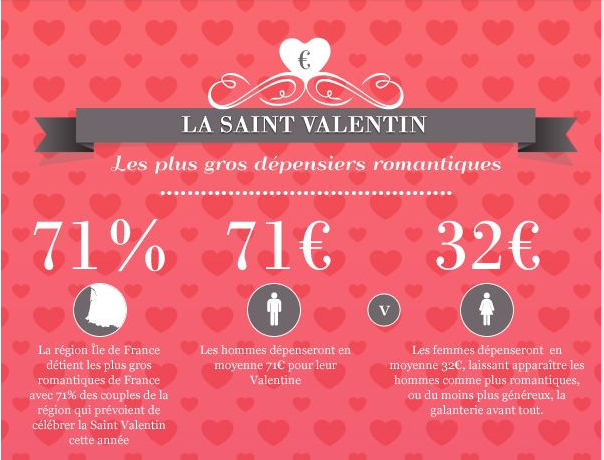 €
LA SAINT VALENTIN
Les plus gros dépensiers romantiques
71%
La région Île de France
détient les plus gros
romantiques de France
avec 71% des couples de la
région qui prévoient de
célébrer la Saint Valentin
cette année
71€
Les hommes dépenseront en
moyenne 71€ pour leur
Valentine
V
32€
Les femmes dépenseront en
moyenne 32€, laissant apparaître les
hommes comme plus romantiques,
ou du moins plus généreux, la
galanterie avant tout.